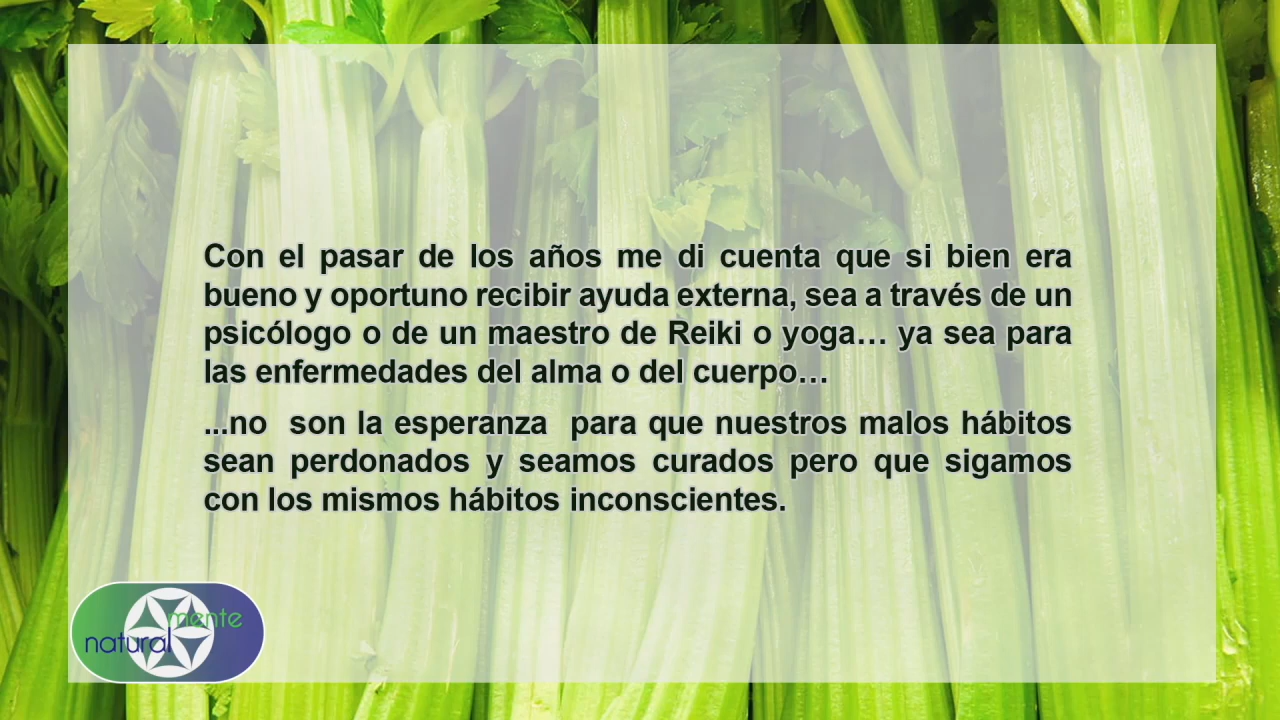 Con el pasar de los años me di cuenta que si bien era
bueno y oportuno recibir ayuda externa, sea a través de un
psicólogo o de un maestro de Reiki o yoga… ya sea para
las enfermedades del alma o del cuerpo…
...no son la esperanza para que nuestros malos hábitos
sean perdonados y seamos curados pero que sigamos
con los mismos hábitos inconscientes.
mente
natural